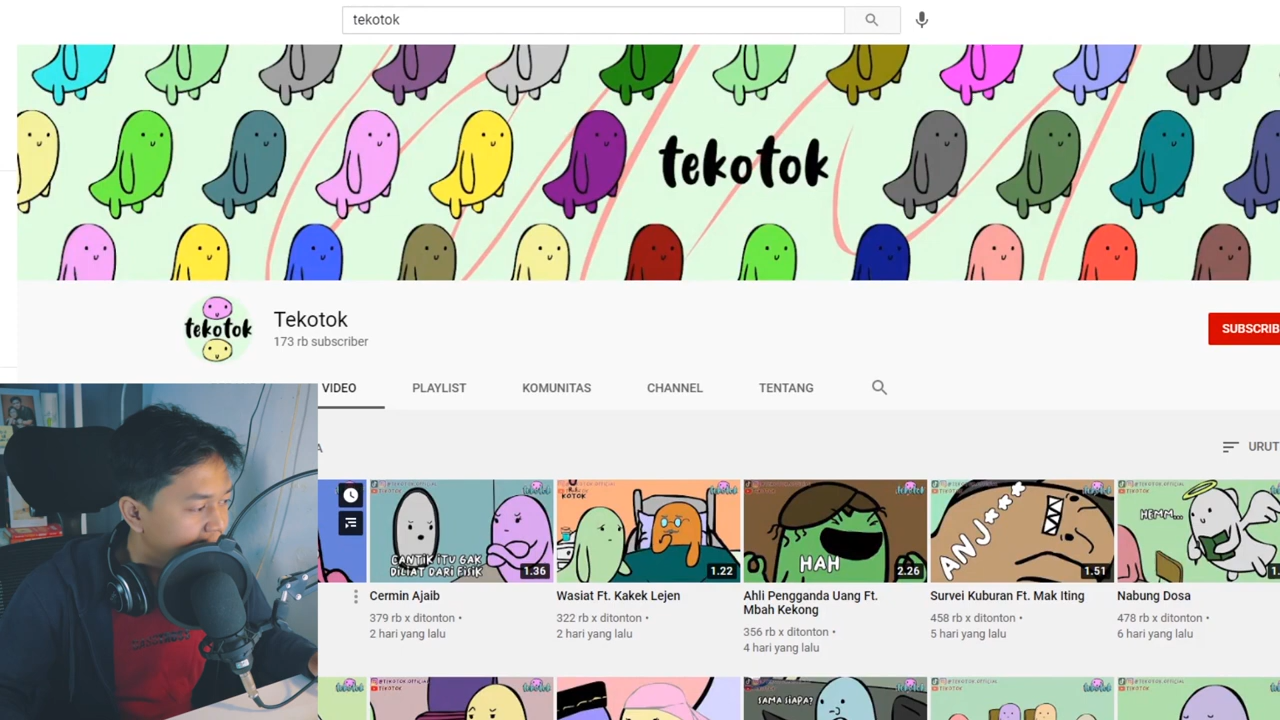 tekotok
tekotok
tekotok
Tekotok
173 rb subscriber
SUBSCRIB
VIDEO
PLAYLIST
KOMUNITAS
CHANNEL
TENTANG
A
URUT
CANTIK ITU GAK
DILIAT DARI FISIK
1.36
KOTOK
1.22
HAH
2.26
ANJ***
1.51
HEMM...
1.
Cermin Ajaib
379 rb x ditonton •
2 hari yang lalu
Wasiat Ft. Kakek Lejen
322 rb x ditonton •
2 hari yang lalu
Ahli Pengganda Uang Ft.
Mbah Kekong
356 rb x ditonton •
4 hari yang lalu
Survei Kuburan Ft. Mak Iting
458 rb x ditonton •
5 hari yang lalu
Nabung Dosa
478 rb x ditonton •
6 hari yang lalu
SAMA SIAPA?